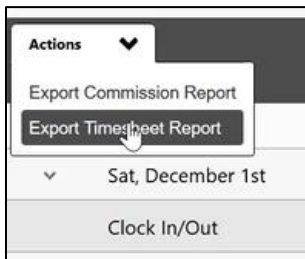 Actions
Export Commission Report
Export Timesheet Report
Sat, December 1st
Clock In/Out